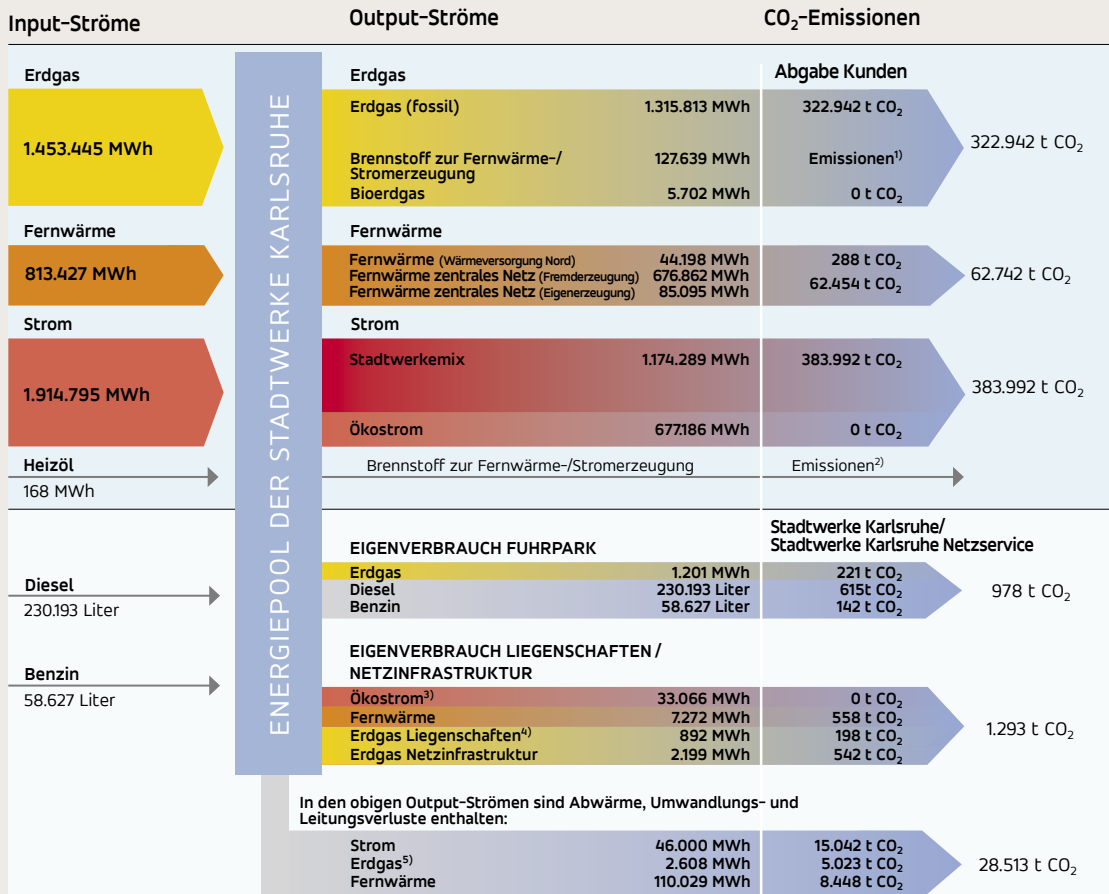 Input-Ströme
Output-Ströme
CO₂-Emissionen
ENERGIEPOOL DER STADTWERKE KARLSRUHE
Abgabe Kunden
Erdgas
1.453.445 MWh
Erdgas
Erdgas (fossil) 1.315.813 MWh 322.942 t CO₂
Brennstoff zur Fernwärme-/
Stromerzeugung 127.639 MWh Emissionen¹⁾
Bioerdgas 5.702 MWh 0 t CO₂
322.942 t CO₂
Fernwärme
813.427 MWh
Fernwärme
Fernwärme (Wärmeversorgung Nord) 44.198 MWh 288 t CO₂
Fernwärme zentrales Netz (Fremderzeugung) 676.862 MWh
Fernwärme zentrales Netz (Eigenerzeugung) 85.095 MWh
62.454 t CO₂
62.742 t CO₂
Strom
1.914.795 MWh
Strom
Stadtwerkemix 1.174.289 MWh 383.992 t CO₂
Ökostrom 677.186 MWh 0 t CO₂
383.992 t CO₂
Heizöl
168 MWh
Brennstoff zur Fernwärme-/Stromerzeugung Emissionen²⁾
Stadtwerke Karlsruhe/
Stadtwerke Karlsruhe Netzservice
Diesel
230.193 Liter
EIGENVERBRAUCH FUHRPARK
Erdgas 1.201 MWh 221 t CO₂
Diesel 230.193 Liter 615t CO₂
Benzin 58.627 Liter 142 t CO₂
978 t CO₂
Benzin
58.627 Liter
EIGENVERBRAUCH LIEGENSCHAFTEN /
NETZINFRASTRUKTUR
Ökostrom³⁾ 33.066 MWh 0 t CO₂
Fernwärme 7.272 MWh 558 t CO₂
Erdgas Liegenschaften⁴⁾ 892 MWh 198 t CO₂
Erdgas Netzinfrastruktur 2.199 MWh 542 t CO₂
1.293 t CO₂
In den obigen Output-Strömen sind Abwärme, Umwandlungs- und
Leitungsverluste enthalten:
Strom 46.000 MWh 15.042 t CO₂
Erdgas⁵⁾ 2.608 MWh 5.023 t CO₂
Fernwärme 110.029 MWh 8.448 t CO₂
28.513 t CO₂